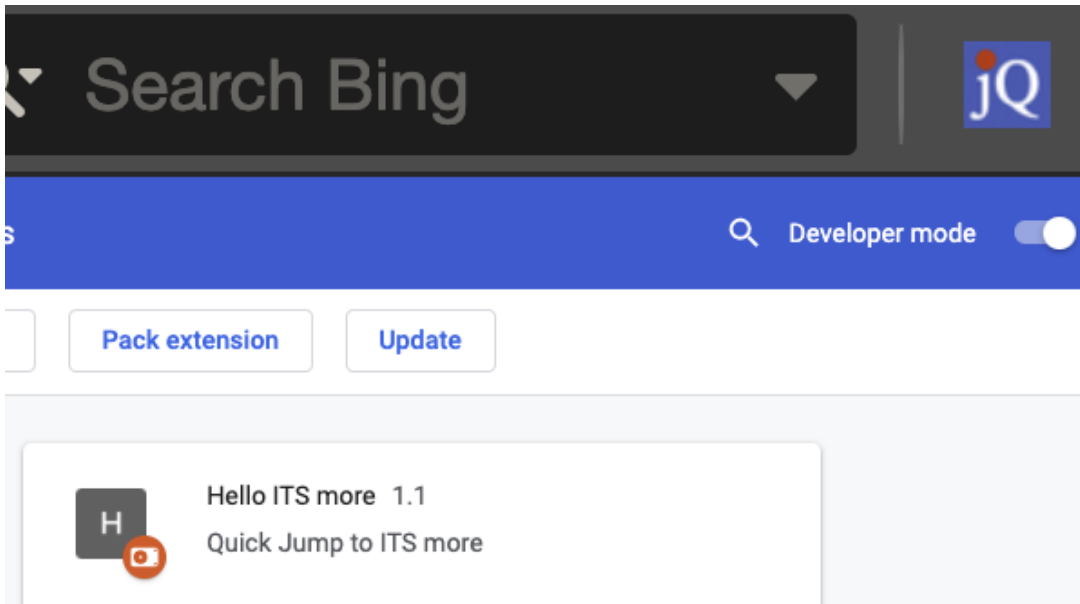 Search Bing
jQ
s
Developer mode
Pack extension
Update
H
Hello ITS more 1.1
Quick Jump to ITS more